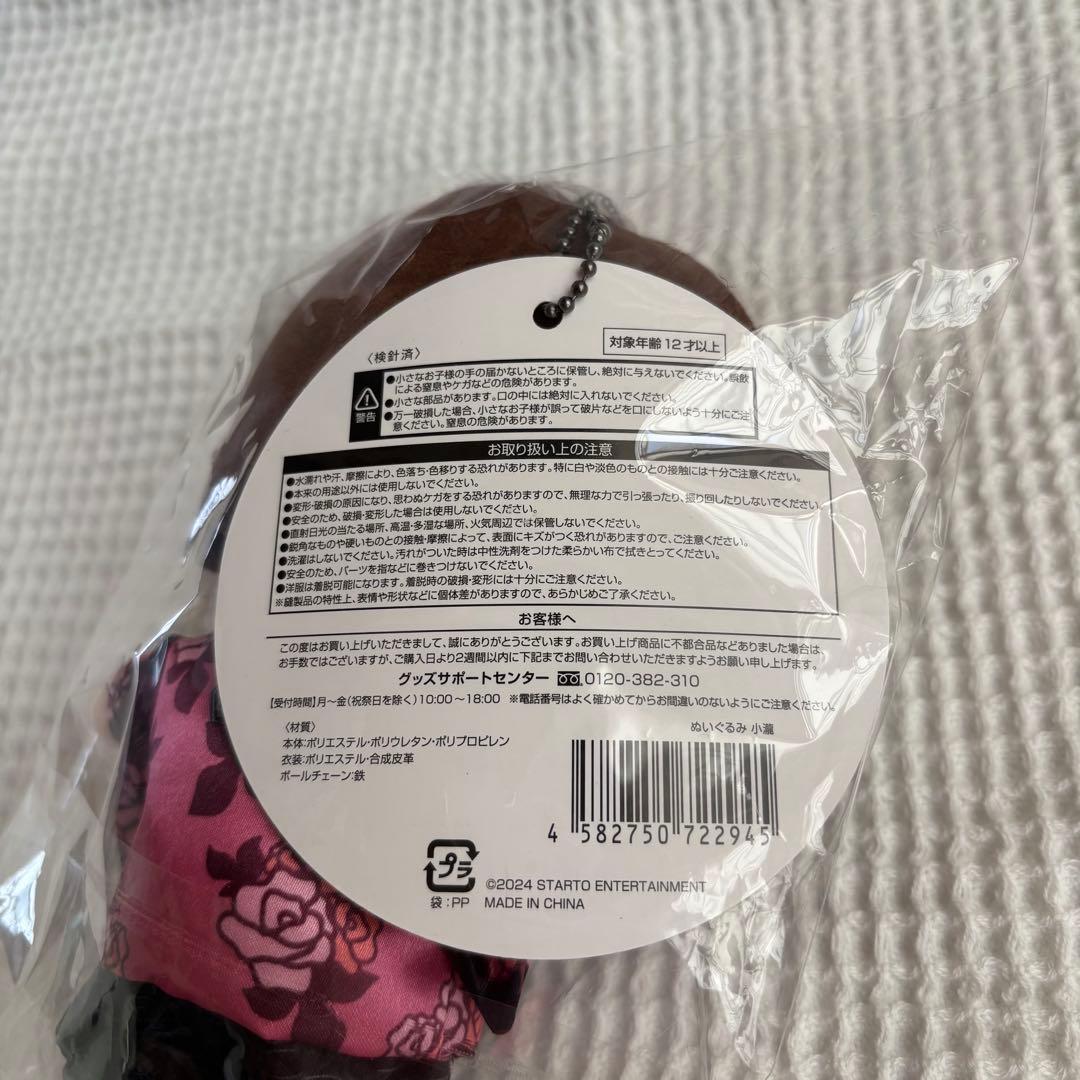 対象年齢12才以上
〈検針済〉
警告
●小さなお子様の手の届かないところに保管し、絶対に与えないでください。誤飲
による窒息やケガなどの危険があります。
●小さな部品があります。口の中には絶対に入れないでください。
●万一破損した場合、小さなお子様が誤って破片などを口にしないよう十分にご注
意ください。窒息の危険があります。
お取り扱い上の注意
●水濡れや汗、摩擦により、色落ち・色移りする恐れがあります。特に白や淡色のものとの接触には十分ご注意ください。
●本来の用途以外には使用しないでください。
●変形・破損の原因になり、思わぬケガをする恐れがありますので、無理な力で引っ張ったり、振り回したりしないでください。
●安全のため、破損・変形した場合は使用しないでください。
●直射日光の当たる場所、高温・多湿な場所、火気周辺では保管しないでください。
●鋭角なものや硬いものとの接触・摩擦によって、表面にキズがつく恐れがありますので、ご注意ください。
●洗濯はしないでください。汚れがついた時は中性洗剤をつけた柔らかい布で拭きとってください。
●安全のため、パーツを指などに巻きつけないでください。
●洋服は着脱可能になります。着脱時の破損・変形には十分にご注意ください。
※縫製品の特性上、表情や形状などに個体差がありますので、あらかじめご了承ください。
お客様へ
この度はお買い上げいただきまして、誠にありがとうございます。お買い上げ商品に不都合品などありました場合は、
お手数ではございますが、ご購入日より2週間以内に下記までお問い合わせいただきますようお願い申し上げます。
グッズサポートセンター 0120-382-310
【受付時間】月～金(祝祭日を除く)10:00～18:00 ※電話番号はよく確かめてからお間違いのないようにご注意ください。
〈材質〉
本体:ポリエステル・ポリウレタン・ポリプロピレン
衣装:ポリエステル・合成皮革
ボールチェーン:鉄
ぬいぐるみ 小瀧
4 582750 722945
プラ
袋:PP
©2024 STARTO ENTERTAINMENT
MADE IN CHINA